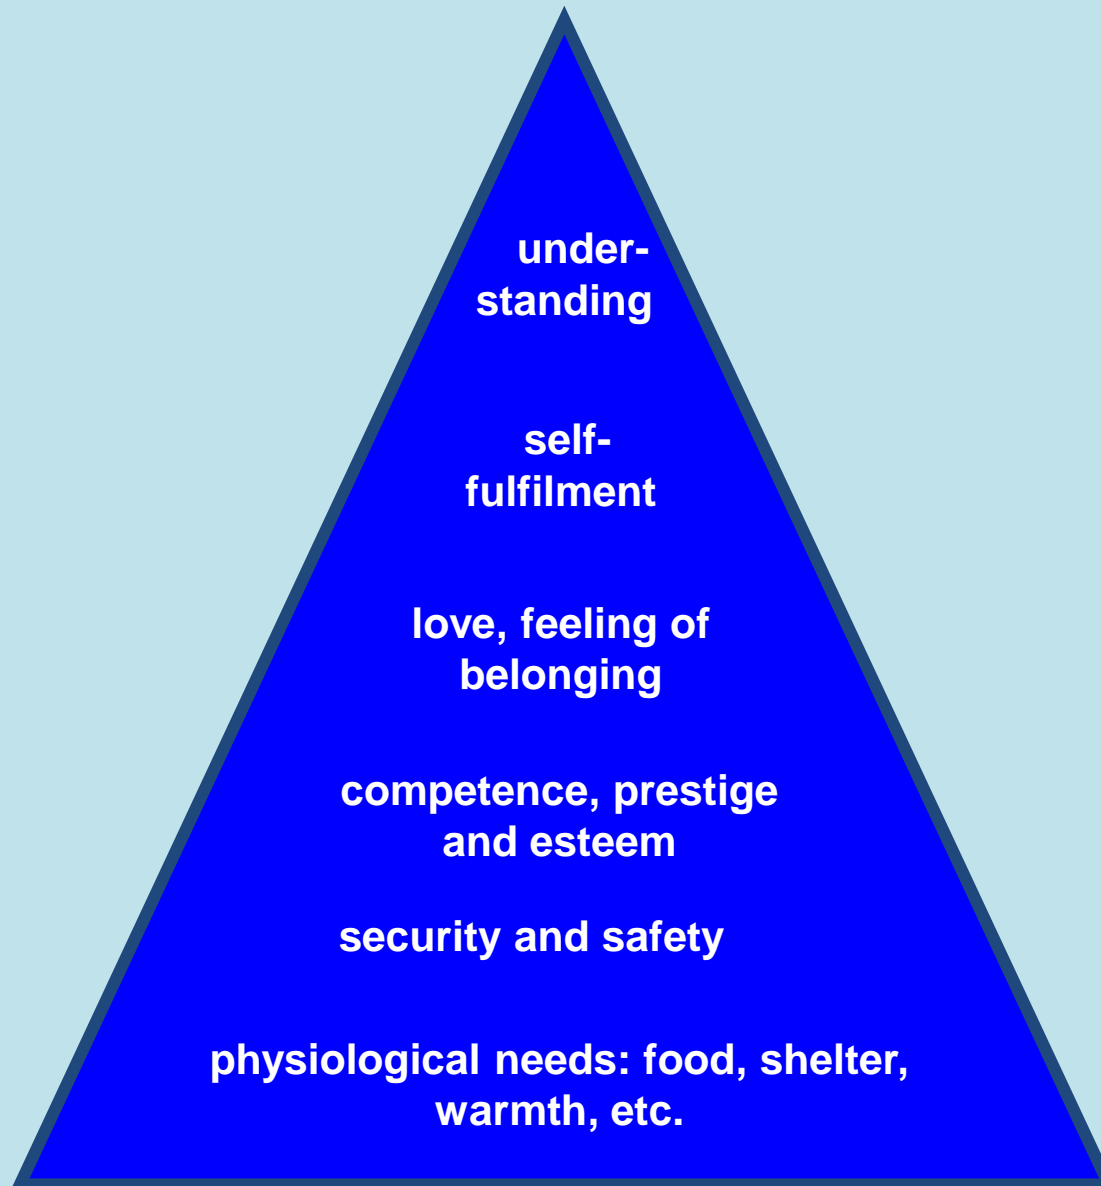 under-
standing
self-
fulfilment
love, feeling of
belonging
competence, prestige
and esteem
security and safety
physiological needs: food, shelter,
warmth, etc.